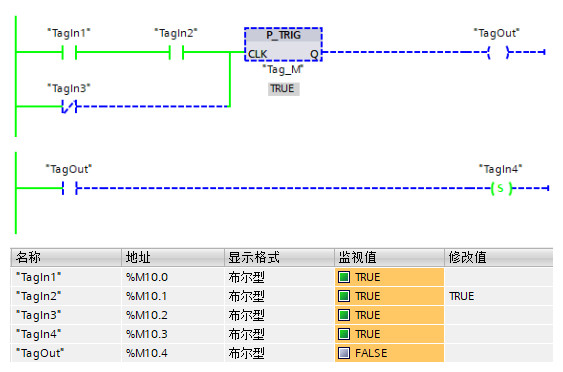 "TagIn1" "TagIn2" P_TRIG "TagOut"
CLK Q
"Tag_M"
"TagIn3" TRUE
"TagOut" "TagIn4"
S
名称 地址 显示格式 监视值 修改值
"TagIn1" %M10.0 布尔型 TRUE
"TagIn2" %M10.1 布尔型 TRUE TRUE
"TagIn3" %M10.2 布尔型 TRUE
"TagIn4" %M10.3 布尔型 TRUE
"TagOut" %M10.4 布尔型 FALSE